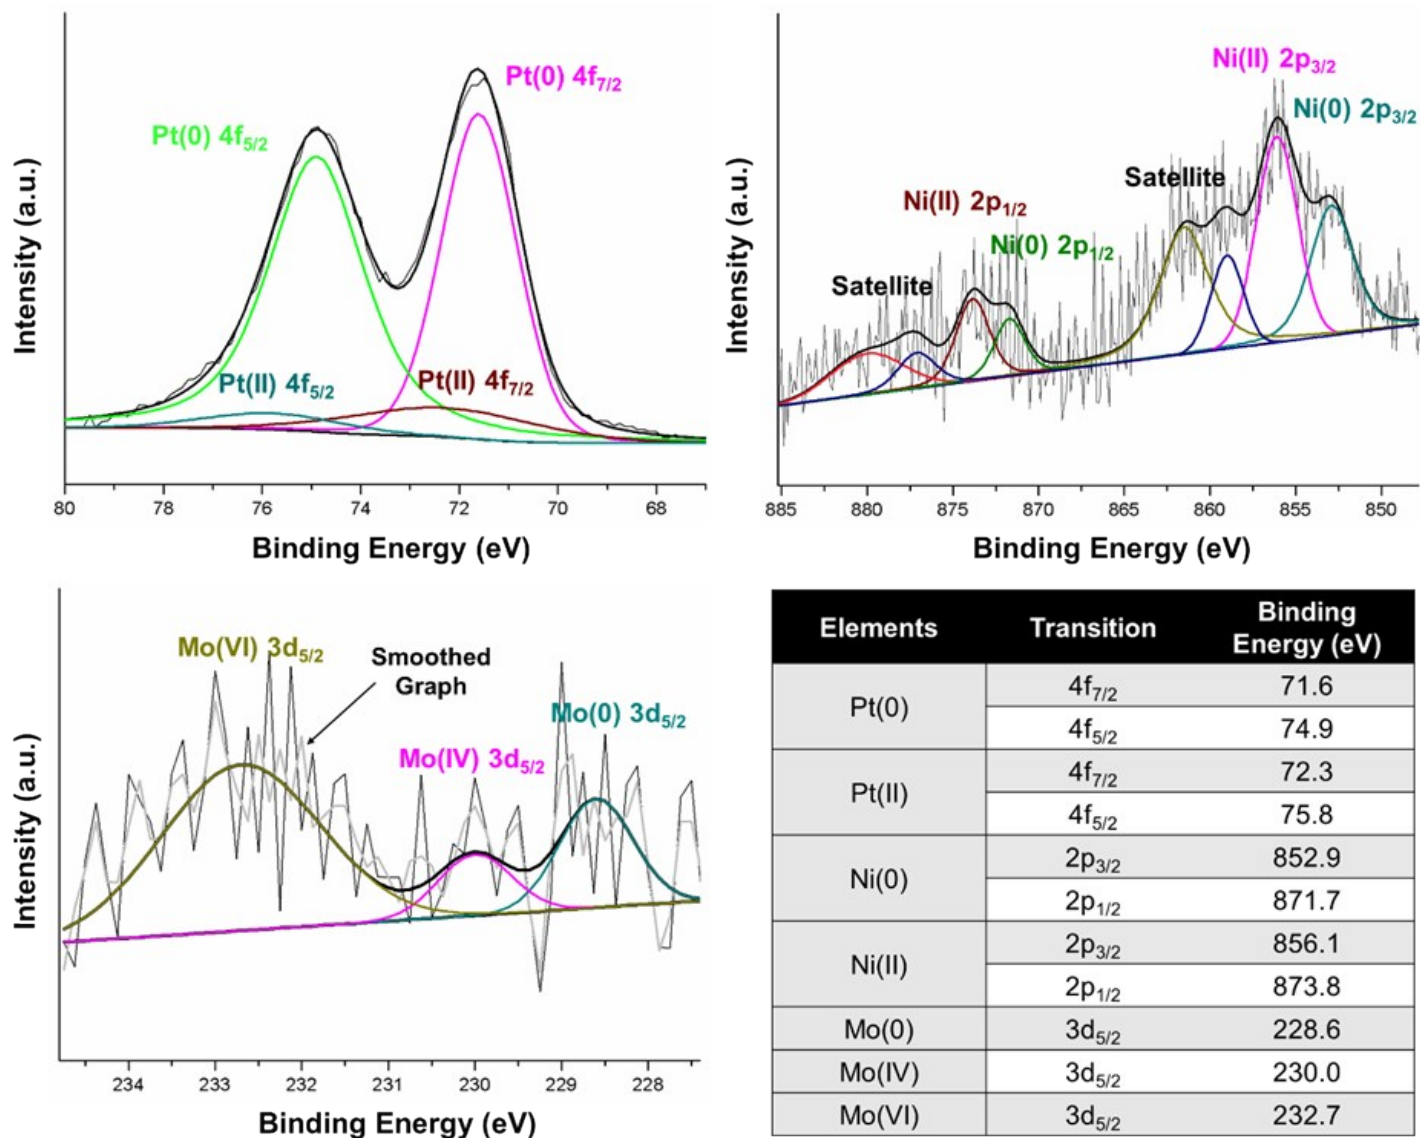 Pt(0) 4f7/2
Pt(0) 4f5/2
Pt(II) 4f5/2
Pt(II) 4f7/2
Intensity (a.u.)
80 78 76 74 72 70 68
Binding Energy (eV)
Ni(II) 2p3/2
Ni(0) 2p3/2
Satellite
Ni(II) 2p1/2
Ni(0) 2p1/2
Satellite
Intensity (a.u.)
885 880 875 870 865 860 855 850
Binding Energy (eV)
Mo(VI) 3d5/2
Smoothed
Graph
Mo(0) 3d5/2
Mo(IV) 3d5/2
Intensity (a.u.)
234 233 232 231 230 229 228
Binding Energy (eV)
Elements Transition Binding Energy (eV)
Pt(0) 4f7/2 71.6
4f5/2 74.9
Pt(II) 4f7/2 72.3
4f5/2 75.8
Ni(0) 2p3/2 852.9
2p1/2 871.7
Ni(II) 2p3/2 856.1
2p1/2 873.8
Mo(0) 3d5/2 228.6
Mo(IV) 3d5/2 230.0
Mo(VI) 3d5/2 232.7